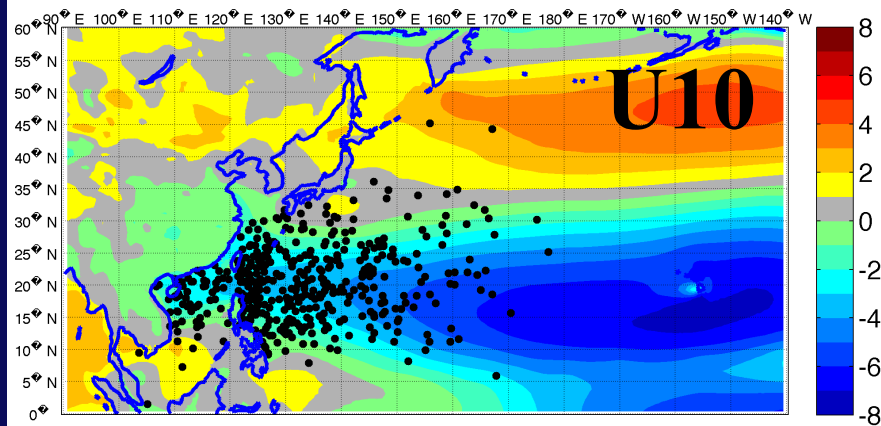 90� E 100� E 110� E 120� E 130� E 140� E 150� E 160� E 170� E 180� E 170� W 160� W 150� W 140� W
60� N
55� N
50� N
45� N
40� N
35� N
30� N
25� N
20� N
15� N
10� N
5� N
0�
U10
8
6
4
2
0
-2
-4
-6
-8